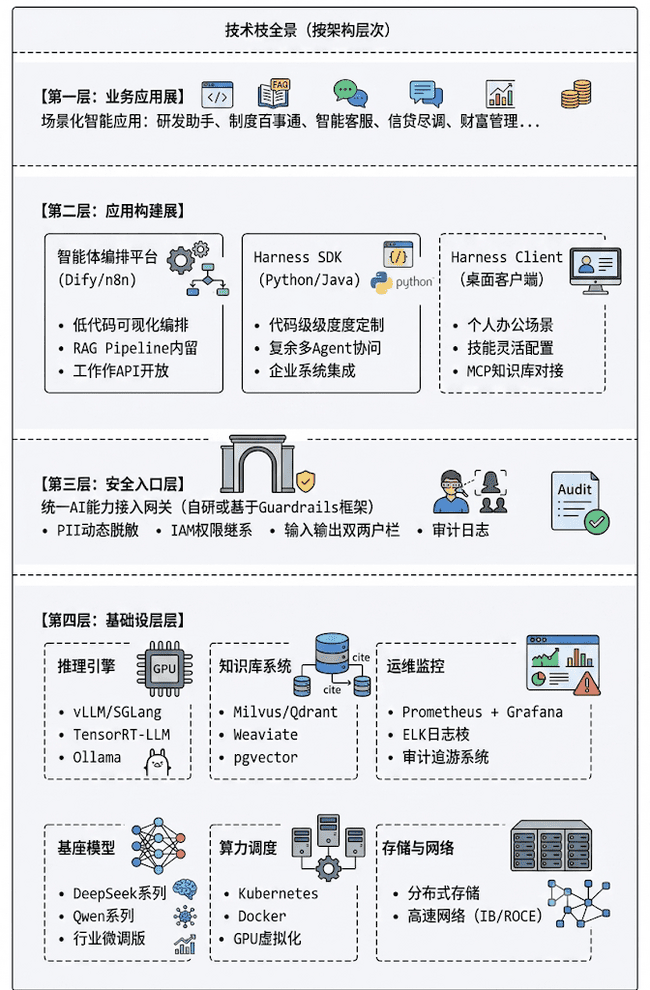 技术枝全景（按架构层次）
【第一层：业务应用展】
</>
FAG
场景化智能应用：研发助手、制度百事通、智能客服、信贷尽调、财富管理...
【第二层：应用构建展】
智能体编排平台
(Dify/n8n)
• 低代码可视化编排
• RAG Pipeline内留
• 工作作API开放
Harness SDK
(Python/Java)
{/}
python
• 代码级级度度定制
• 复余多Agent协问
• 企业系统集成
Harness Client
（桌面客户端）
• 个人办公场景
• 技能灵活配置
• MCP知识库对接
【第三层：安全入口层】
统一AI能力接入网关（自研或基于Guardrails框架）
• PII动态脱敏 • IAM权限继系 • 输入输出双两户栏 • 审计日志
Audit
【第四层：基础设层层】
推理引擎
GPU
• vLLM/SGLang
• TensorRT-LLM
• Ollama
知识库系统
cite
cite
• Milvus/Qdrant
• Weaviate
• pgvector
运维监控
• Prometheus + Grafana
• ELK日志栈
• 审计追游系统
基座模型
• DeepSeek系列
• Qwen系列
• 行业微调版
算力调度
• Kubernetes
• Docker
• GPU虚拟化
存储与网络
• 分布式存储
• 高速网络（IB/ROCE）